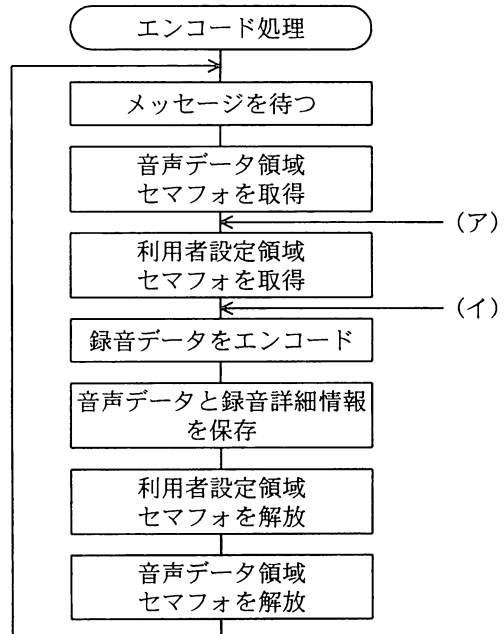 エンコード処理
メッセージを待つ
音声データ領域
セマフォを取得
(ア)
利用者設定領域
セマフォを取得
(イ)
録音データをエンコード
音声データと録音詳細情報
を保存
利用者設定領域
セマフォを解放
音声データ領域
セマフォを解放